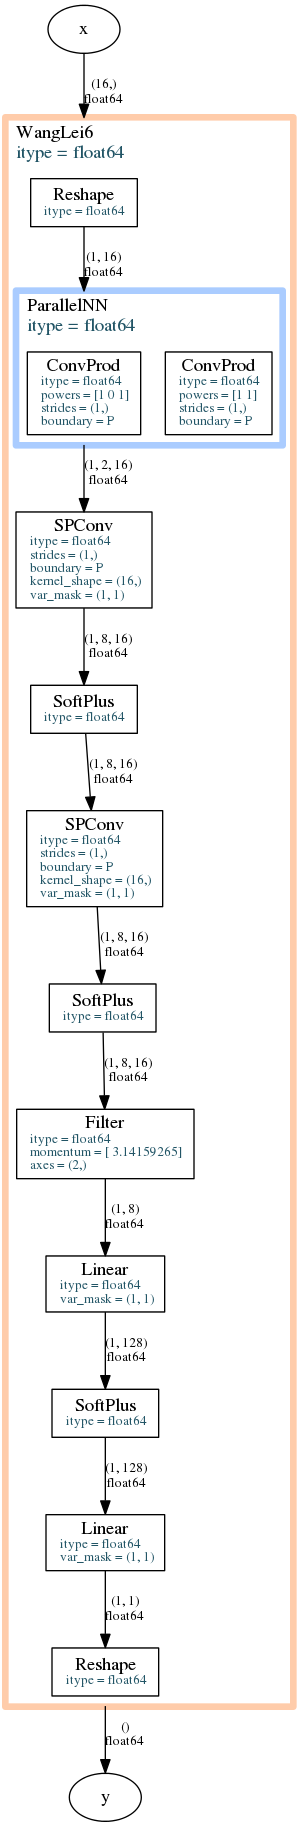 x
(16,)
float64
WangLei6
itype = float64
Reshape
itype = float64
(1, 16)
float64
ParallelNN
itype = float64
ConvProd
itype = float64
powers = [1 0 1]
strides = (1,)
boundary = P
ConvProd
itype = float64
powers = [1 1]
strides = (1,)
boundary = P
(1, 2, 16)
float64
SPConv
itype = float64
strides = (1,)
boundary = P
kernel_shape = (16,)
var_mask = (1, 1)
(1, 8, 16)
float64
SoftPlus
itype = float64
(1, 8, 16)
float64
SPConv
itype = float64
strides = (1,)
boundary = P
kernel_shape = (16,)
var_mask = (1, 1)
(1, 8, 16)
float64
SoftPlus
itype = float64
(1, 8, 16)
float64
Filter
itype = float64
momentum = [ 3.14159265]
axes = (2,)
(1, 8)
float64
Linear
itype = float64
var_mask = (1, 1)
(1, 128)
float64
SoftPlus
itype = float64
(1, 128)
float64
Linear
itype = float64
var_mask = (1, 1)
(1, 1)
float64
Reshape
itype = float64
()
float64
y